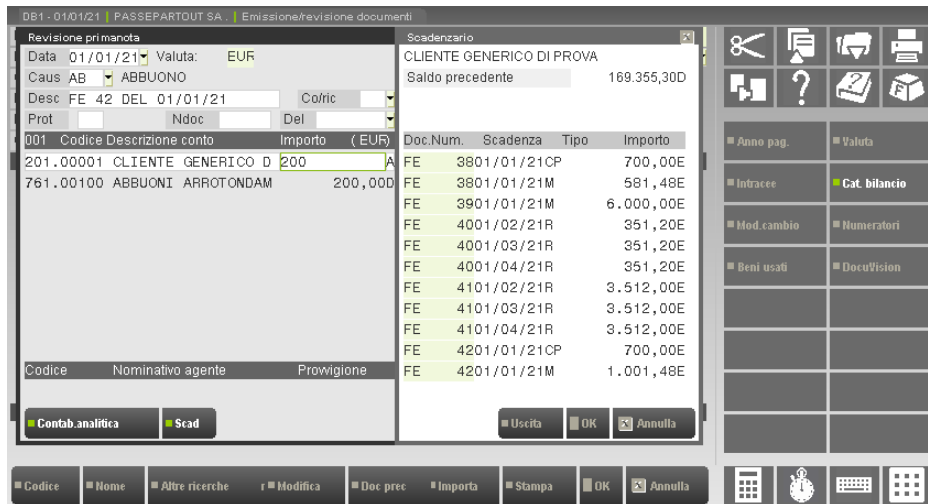 DB1 - 01/01/21 | PASSEPARTOUT SA . | Emissione/revisione documenti
Revisione primanota
Data 01/01/21 Valuta: EUR
Caus AB ABBUONO
Desc FE 42 DEL 01/01/21 Co/ric
Prot Ndoc Del
001 Codice Descrizione conto Importo (EUR)
201.00001 CLIENTE GENERICO D 200 A
761.00100 ABBUONI ARROTONDAM 200,00D
Codice Nominativo agente Provvigione
Contab.analitica Scad
Scadenzario
CLIENTE GENERICO DI PROVA
Saldo precedente 169.355,30D
Doc.Num. Scadenza Tipo Importo
FE 3801/01/21CP 700,00E
FE 3801/01/21M 581,48E
FE 3901/01/21M 6.000,00E
FE 4001/02/21R 351,20E
FE 4001/03/21R 351,20E
FE 4001/04/21R 351,20E
FE 4101/02/21R 3.512,00E
FE 4101/03/21R 3.512,00E
FE 4101/04/21R 3.512,00E
FE 4201/01/21CP 700,00E
FE 4201/01/21M 1.001,48E
Uscita OK Annulla
Anno pag. Valuta
Intracee Cat. bilancio
Mod.cambio Numeratori
Beni usati DocuVision
Codice Nome Altre ricerche r Modifica Doc prec Importa Stampa OK Annulla